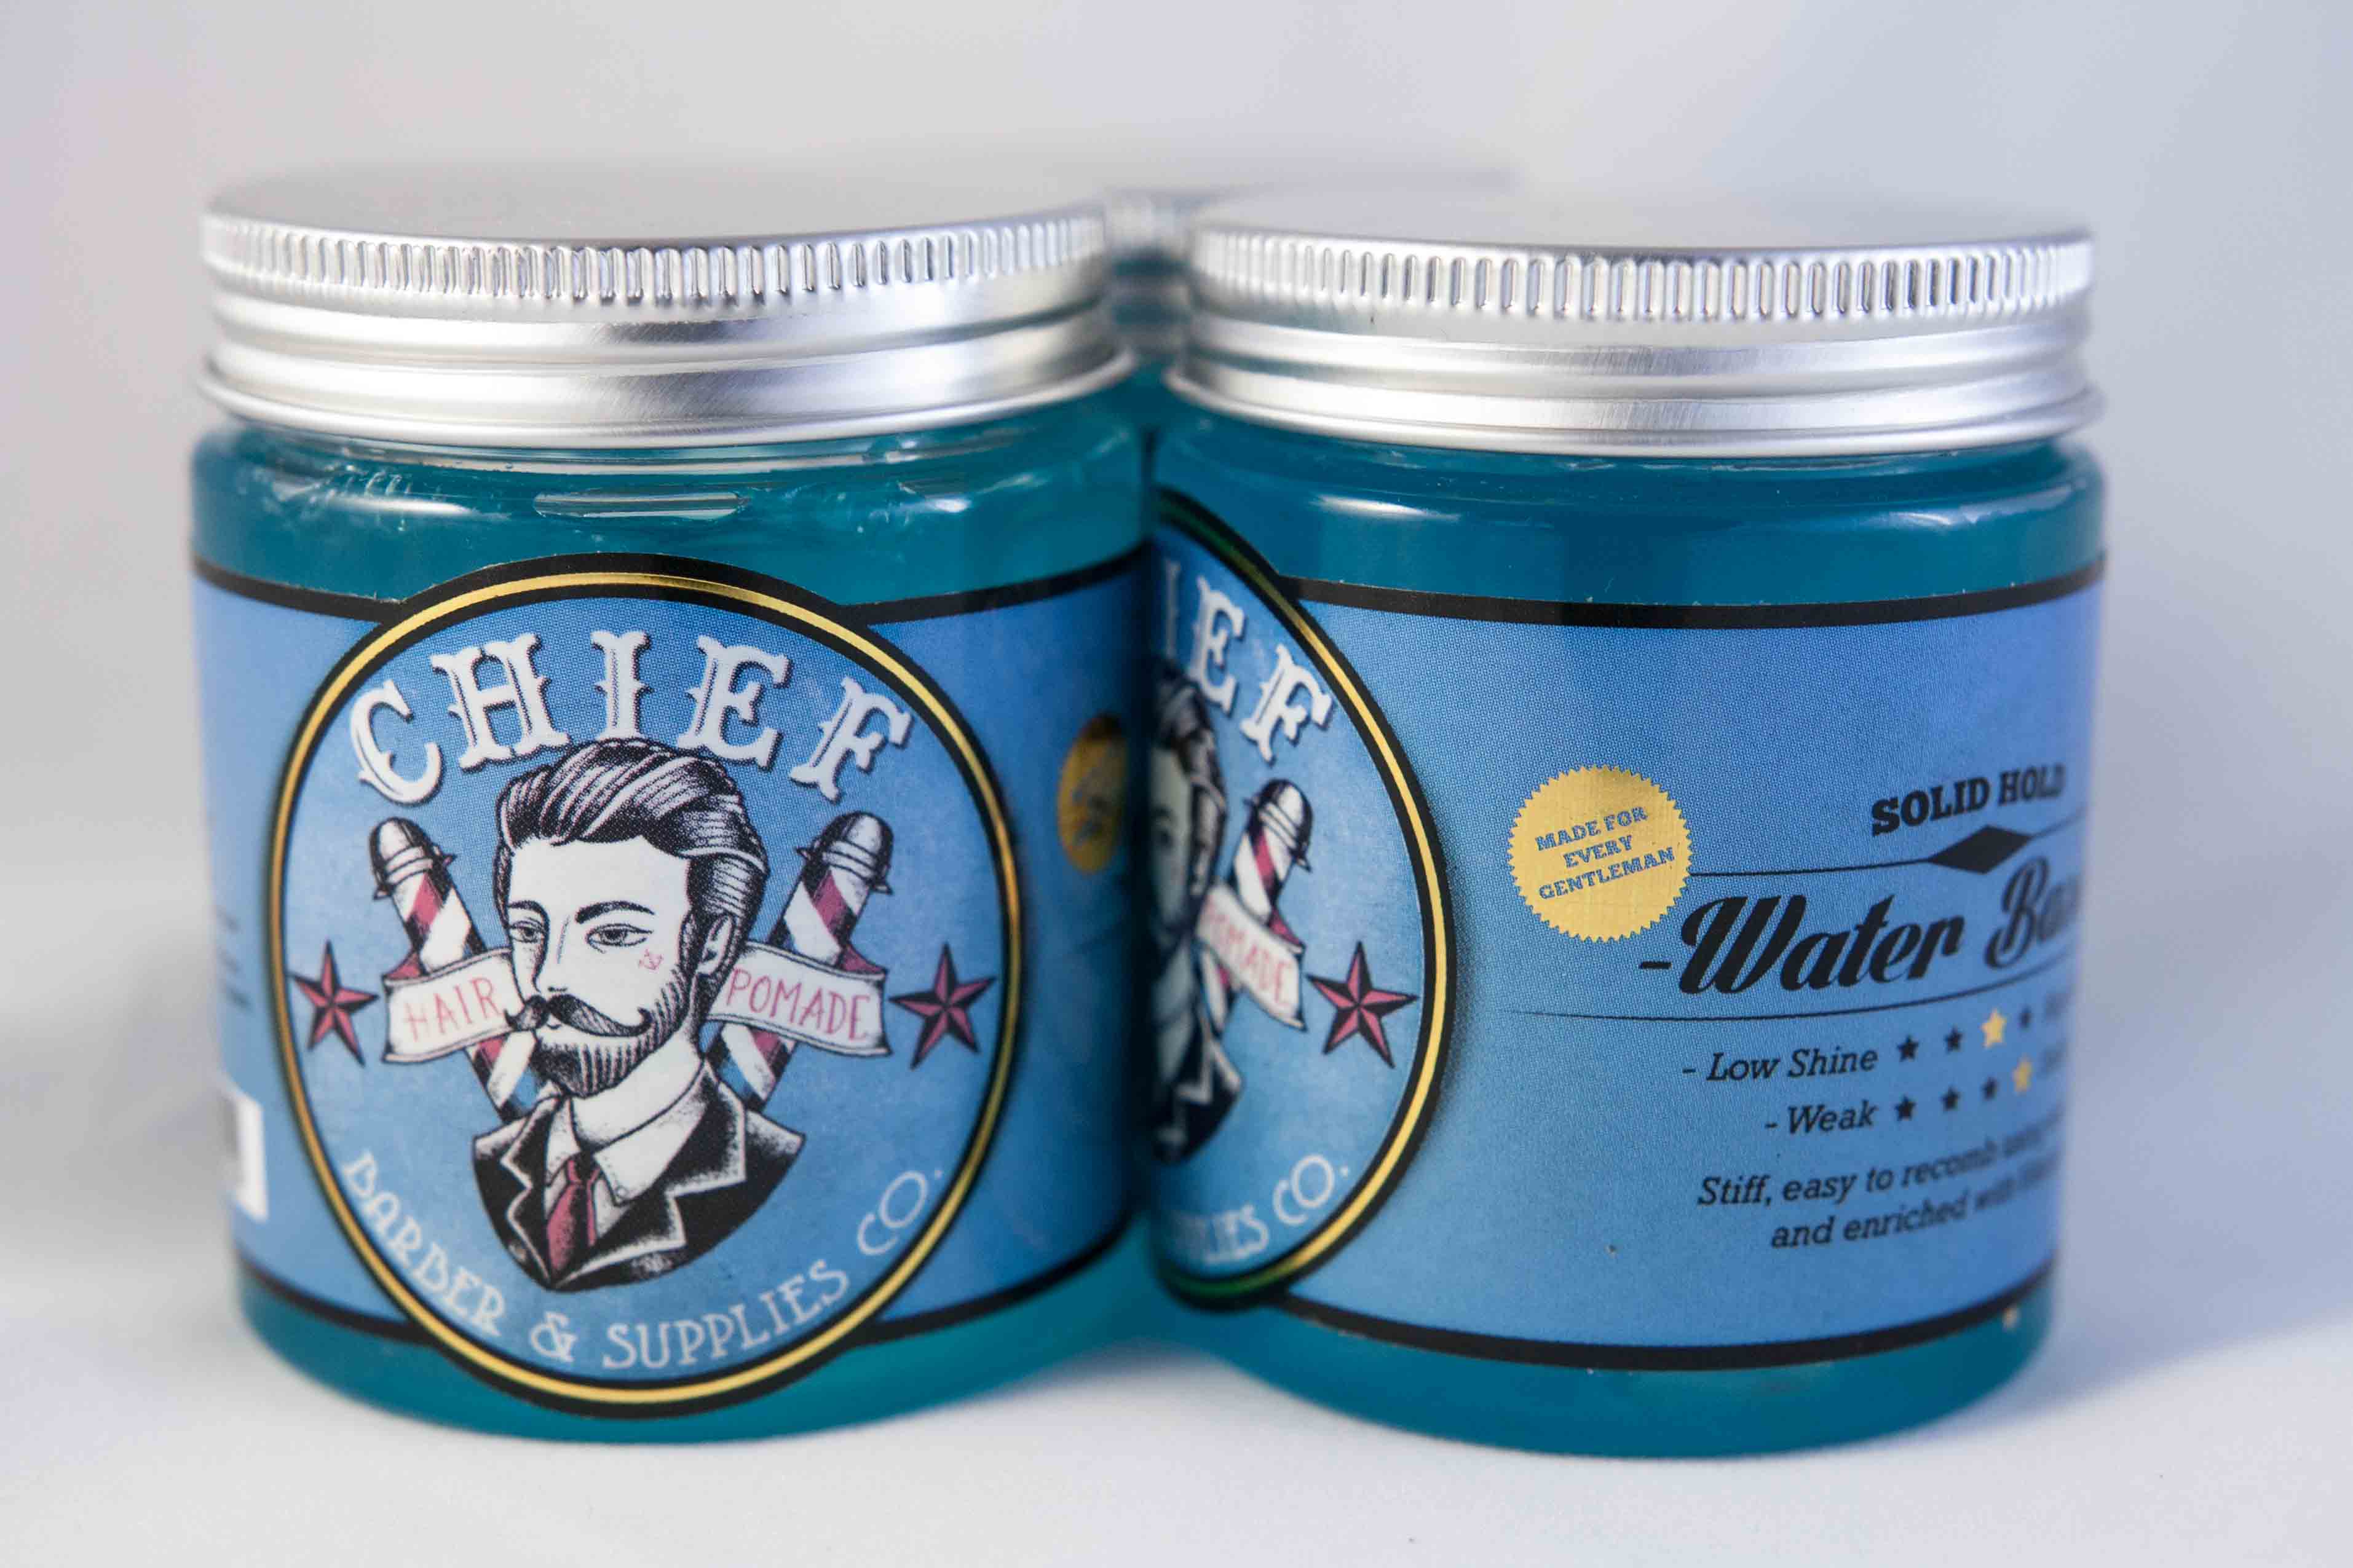 CHIEF
HAIR POMADE
BARBER & SUPPLIES CO.
IEF
POMADE
PPLIES CO.
MADE FOR
EVERY
GENTLEMAN
SOLID HOLD
-Water
- Low Shine
- Weak
Stiff, easy to recomb
and enriched with